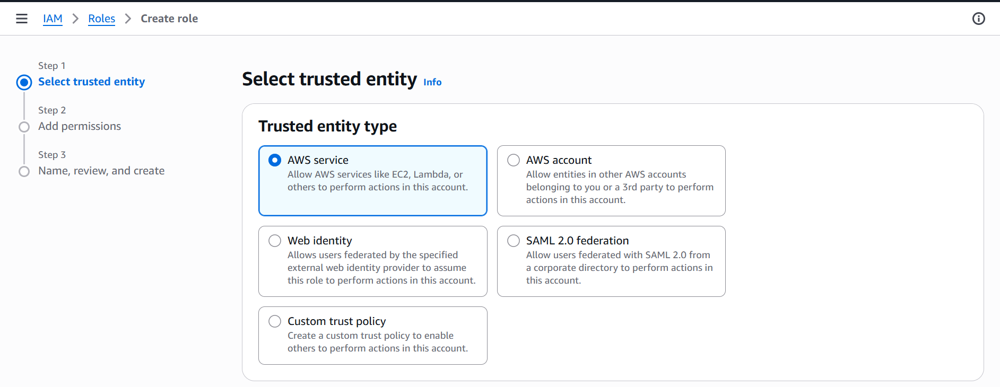 IAM > Roles > Create role
Step 1
Select trusted entity
Step 2
Add permissions
Step 3
Name, review, and create
Select trusted entity Info
Trusted entity type
AWS service
Allow AWS services like EC2, Lambda, or
others to perform actions in this account.
AWS account
Allow entities in other AWS accounts
belonging to you or a 3rd party to perform
actions in this account.
Web identity
Allows users federated by the specified
external web identity provider to assume
this role to perform actions in this account.
SAML 2.0 federation
Allow users federated with SAML 2.0 from
a corporate directory to perform actions in
this account.
Custom trust policy
Create a custom trust policy to enable
others to perform actions in this account.